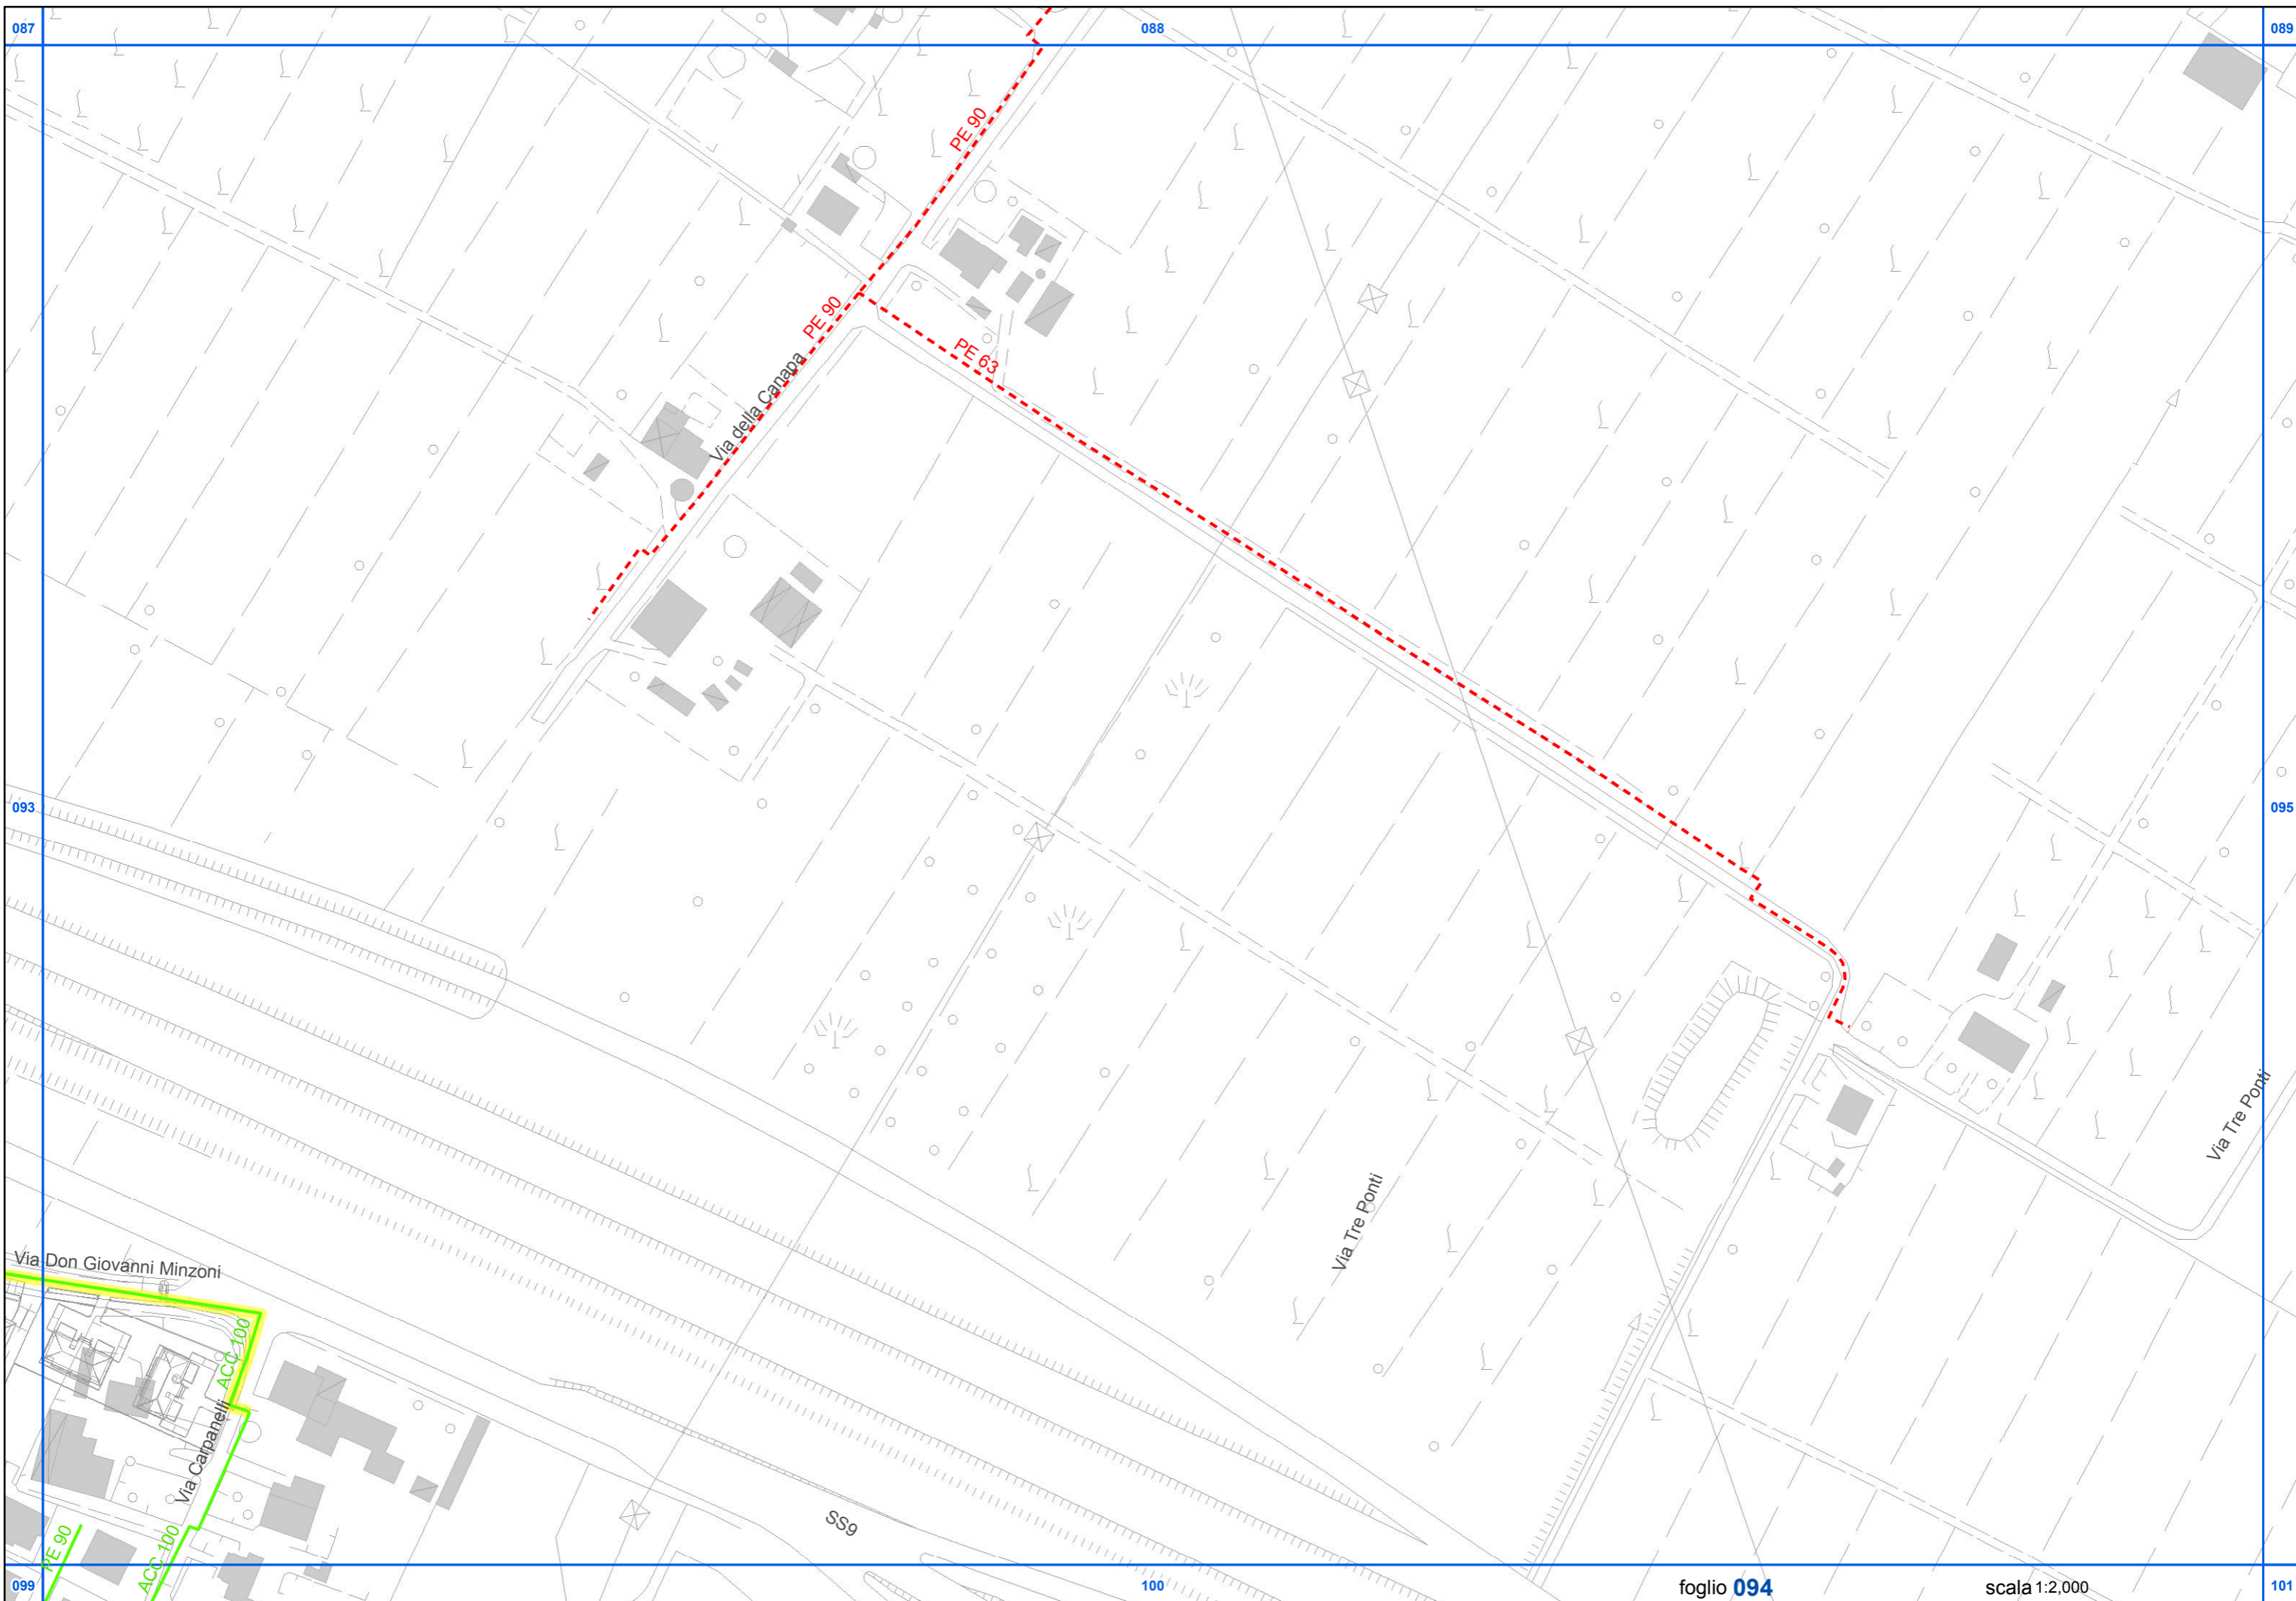 087
088
089
PE 90
PE 90
PE 63
Via della Canapa
093
095
Via Tre Ponti
Via Tre Ponti
Via Don Giovanni Minzoni
ACC 100
Via Carpanelli
SS9
PE 90
ACC 100
099
100
foglio 094
scala 1:2,000
101